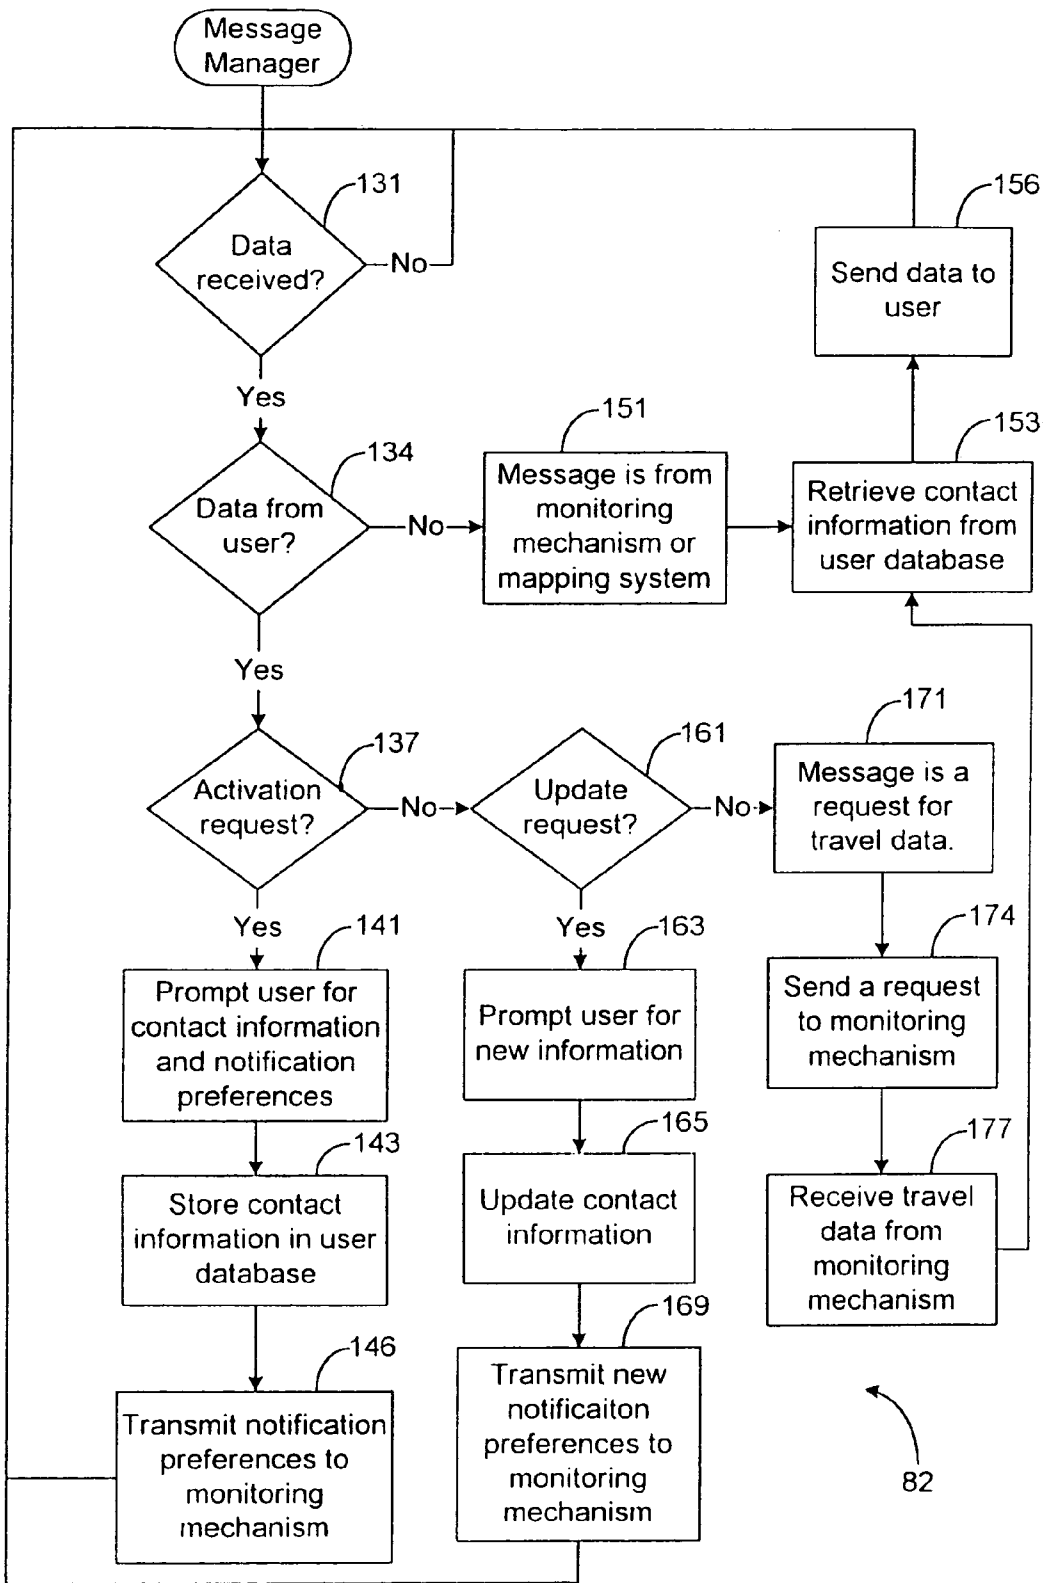 Message
Manager
131
Data
received?
No
Yes
156
Send data to
user
134
Data from
user?
No
151
Message is from
monitoring
mechanism or
mapping system
153
Retrieve contact
information from
user database
Yes
137
Activation
request?
No
161
Update
request?
No
171
Message is a
request for
travel data.
Yes
141
Prompt user for
contact information
and notification
preferences
Yes
163
Prompt user for
new information
174
Send a request
to monitoring
mechanism
143
Store contact
information in user
database
165
Update contact
information
177
Receive travel
data from
monitoring
mechanism
146
Transmit notification
preferences to
monitoring
mechanism
169
Transmit new
notificaiton
preferences to
monitoring
mechanism
82